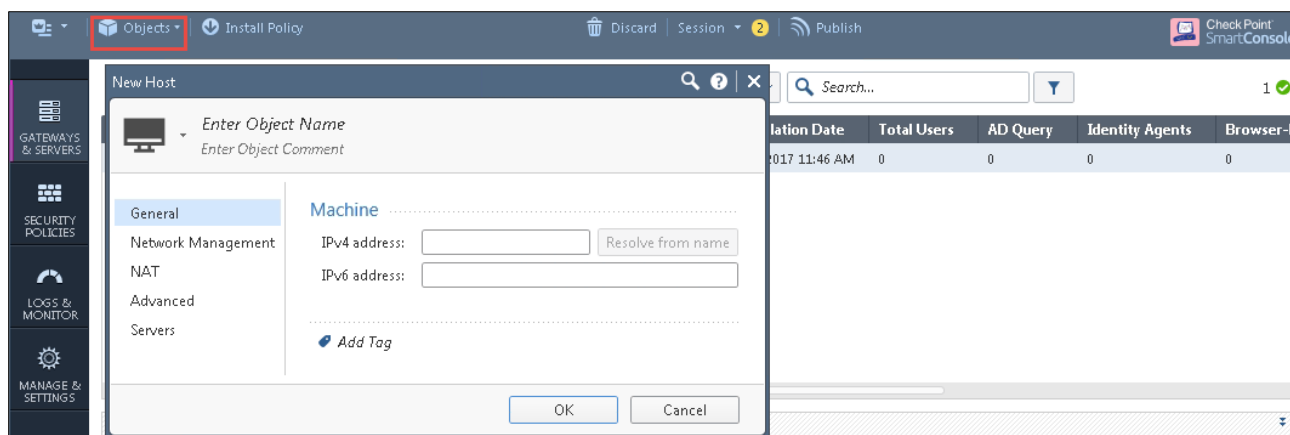 Objects Install Policy Discard Session 2 Publish Check Point SmartConsole
New Host
Search... 1
Enter Object Name
Enter Object Comment
lation Date Total Users AD Query Identity Agents Browser-
2017 11:46 AM 0 0 0 0
GATEWAYS
& SERVERS
SECURITY
POLICIES
LOGS &
MONITOR
MANAGE &
SETTINGS
General
Network Management
NAT
Advanced
Servers
Machine
IPv4 address: Resolve from name
IPv6 address:
Add Tag
OK Cancel